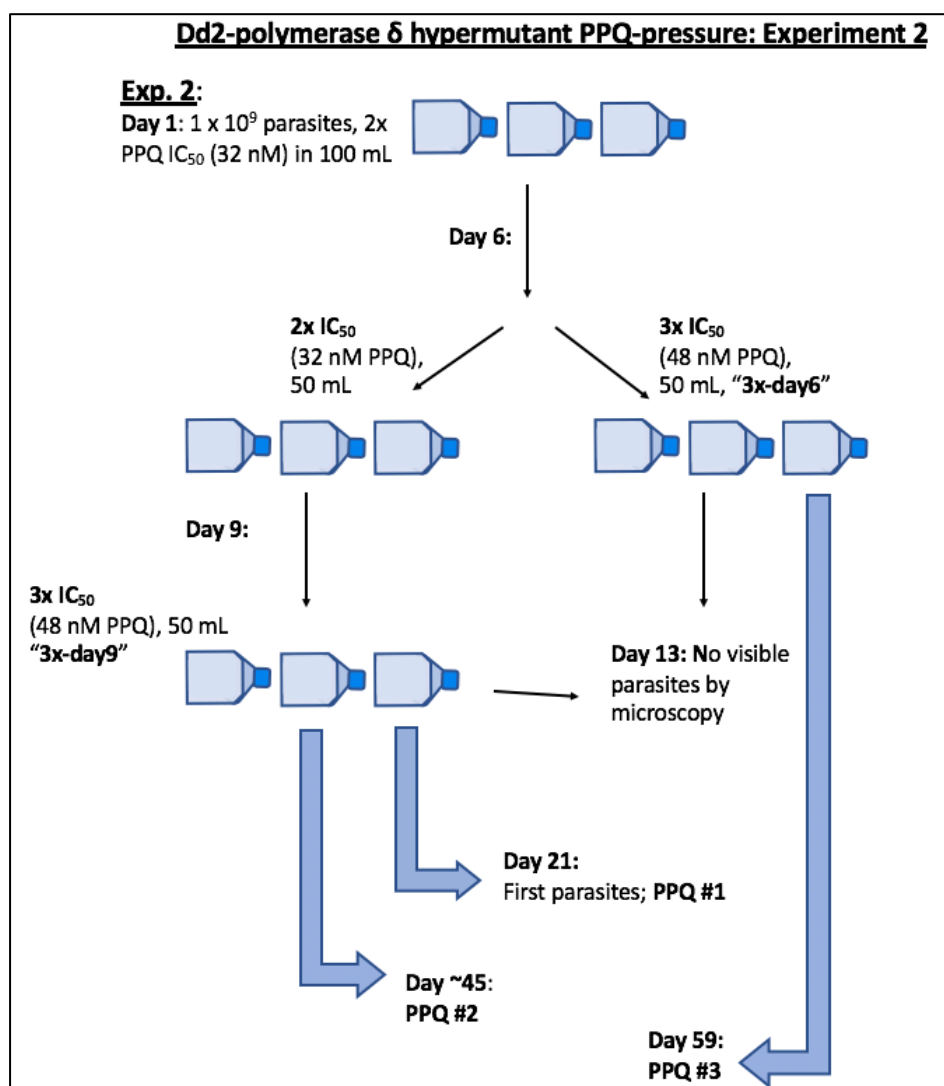 Dd2-polymerase δ hypermutant PPQ-pressure: Experiment 2
Exp. 2:
Day 1: 1 x 10⁹ parasites, 2x
PPQ IC₅₀ (32 nM) in 100 mL
Day 6:
2x IC₅₀
(32 nM PPQ),
50 mL
3x IC₅₀
(48 nM PPQ),
50 mL, “3x-day6”
Day 9:
3x IC₅₀
(48 nM PPQ), 50 mL
“3x-day9”
Day 13: No visible
parasites by
microscopy
Day 21:
First parasites; PPQ #1
Day ~45:
PPQ #2
Day 59:
PPQ #3